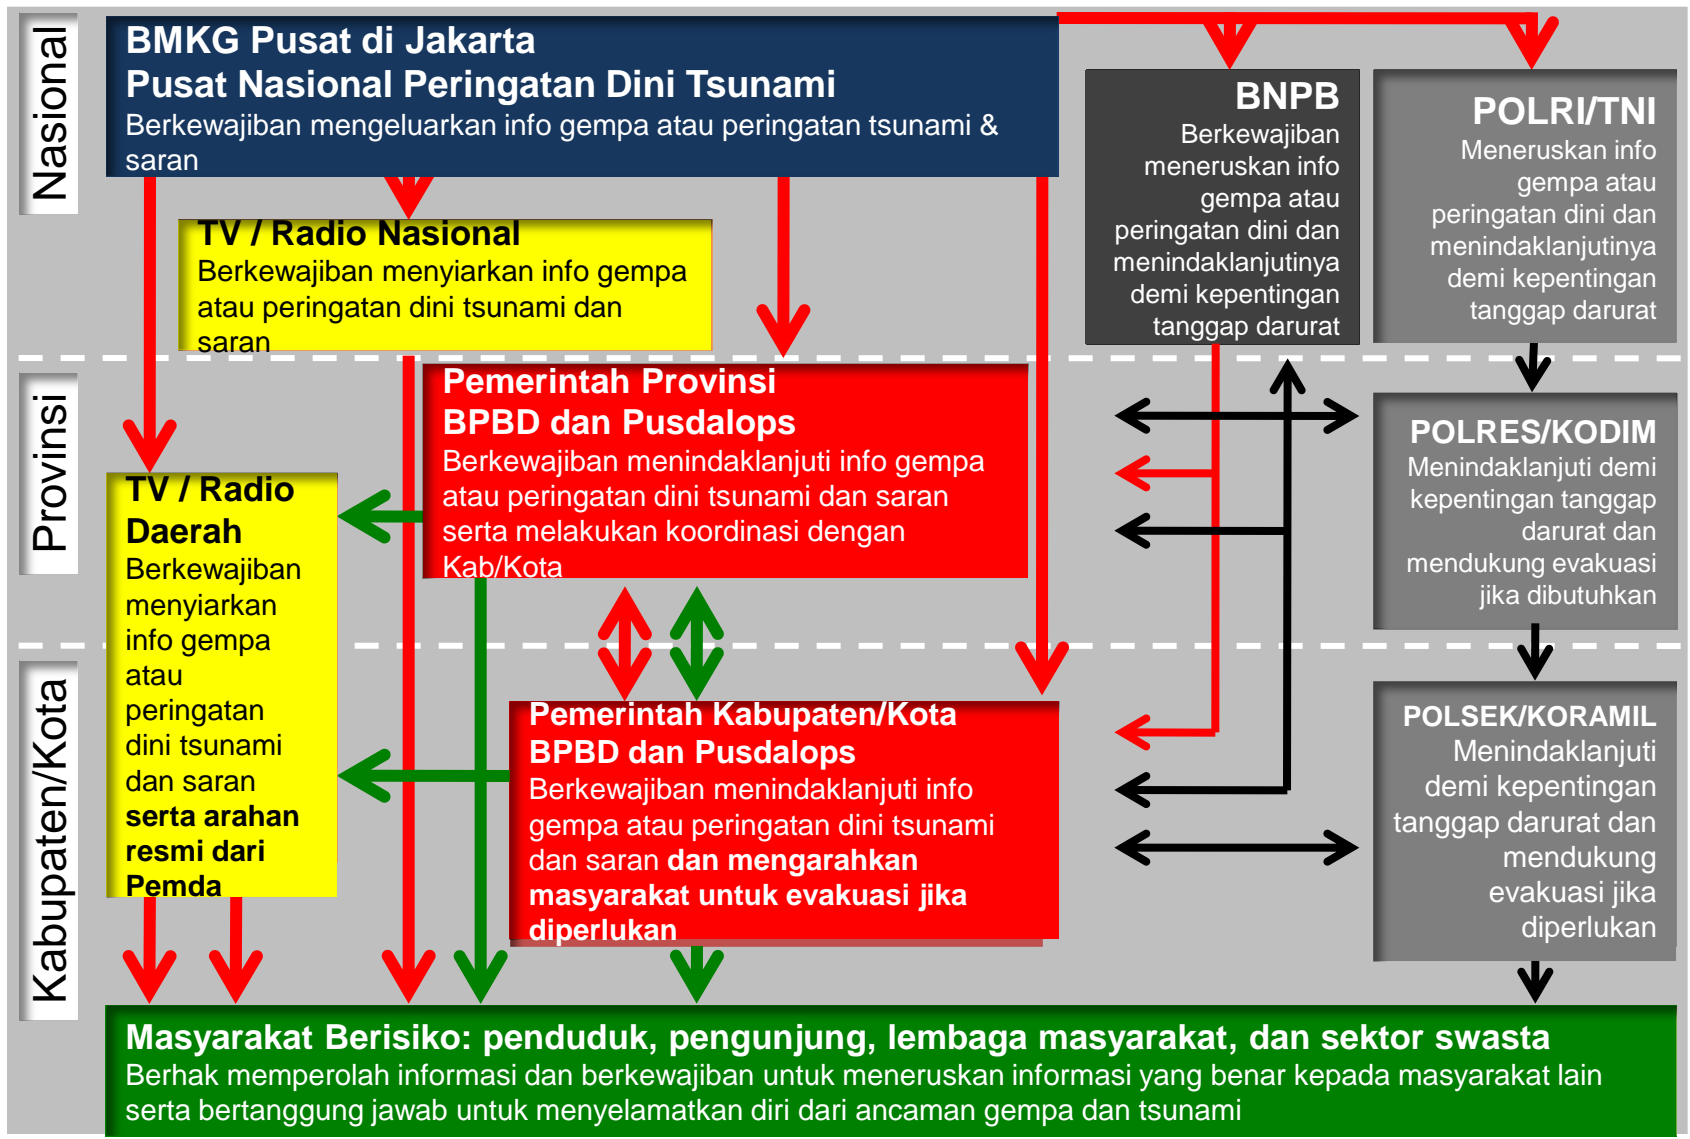 Nasional
BMKG Pusat di Jakarta
Pusat Nasional Peringatan Dini Tsunami
Berkewajiban mengeluarkan info gempa atau peringatan tsunami &
saran
BNPB
Berkewajiban
meneruskan info
gempa atau
peringatan dini dan
menindaklanjutinya
demi kepentingan
tanggap darurat
POLRI/TNI
Meneruskan info
gempa atau
peringatan dini dan
menindaklanjutinya
demi kepentingan
tanggap darurat
TV / Radio Nasional
Berkewajiban menyiarkan info gempa
atau peringatan dini tsunami dan
saran
Provinsi
Pemerintah Provinsi
BPBD dan Pusdalops
Berkewajiban menindaklanjuti info gempa
atau peringatan dini tsunami dan saran
serta melakukan koordinasi dengan
Kab/Kota
POLRES/KODIM
Menindaklanjuti demi
kepentingan tanggap
darurat dan
mendukung evakuasi
jika dibutuhkan
TV / Radio
Daerah
Berkewajiban
menyiarkan
info gempa
atau
peringatan
dini tsunami
dan saran
serta arahan
resmi dari
Pemda
Kabupaten/Kota
Pemerintah Kabupaten/Kota
BPBD dan Pusdalops
Berkewajiban menindaklanjuti info
gempa atau peringatan dini tsunami
dan saran dan mengarahkan
masyarakat untuk evakuasi jika
diperlukan
POLSEK/KORAMIL
Menindaklanjuti
demi kepentingan
tanggap darurat dan
mendukung
evakuasi jika
diperlukan
Masyarakat Berisiko: penduduk, pengunjung, lembaga masyarakat, dan sektor swasta
Berhak memperolah informasi dan berkewajiban untuk meneruskan informasi yang benar kepada masyarakat lain
serta bertanggung jawab untuk menyelamatkan diri dari ancaman gempa dan tsunami